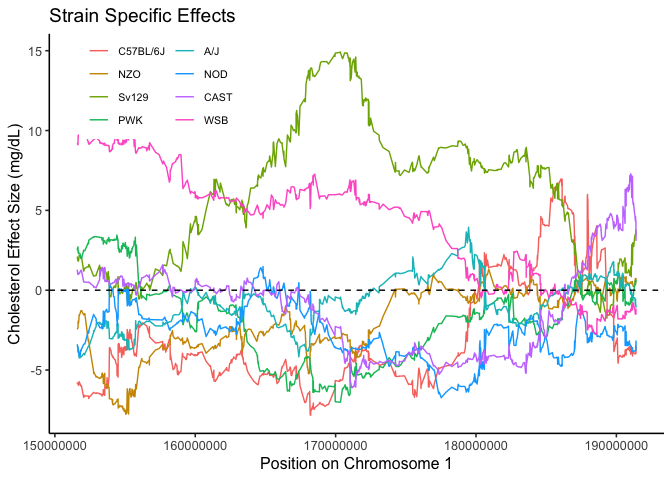 Strain Specific Effects
Cholesterol Effect Size (mg/dL)
15
10
5
0
-5
C57BL/6J
NZO
Sv129
PWK
A/J
NOD
CAST
WSB
150000000 160000000 170000000 180000000 190000000
Position on Chromosome 1